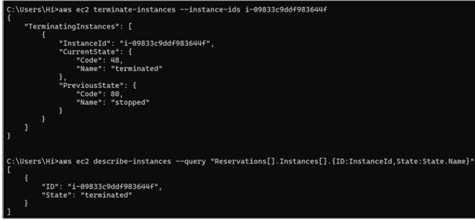 C:\Users\Hi>aws ec2 terminate-instances --instance-ids i-09833c9ddf983644f
{
    "TerminatingInstances": [
        {
            "InstanceId": "i-09833c9ddf983644f",
            "CurrentState": {
                "Code": 48,
                "Name": "terminated"
            },
            "PreviousState": {
                "Code": 80,
                "Name": "stopped"
            }
        }
    ]
}
C:\Users\Hi>aws ec2 describe-instances --query "Reservations[].Instances[].{ID:InstanceId,State:State.Name}"
[
    {
        "ID": "i-09833c9ddf983644f",
        "State": "terminated"
    }
]